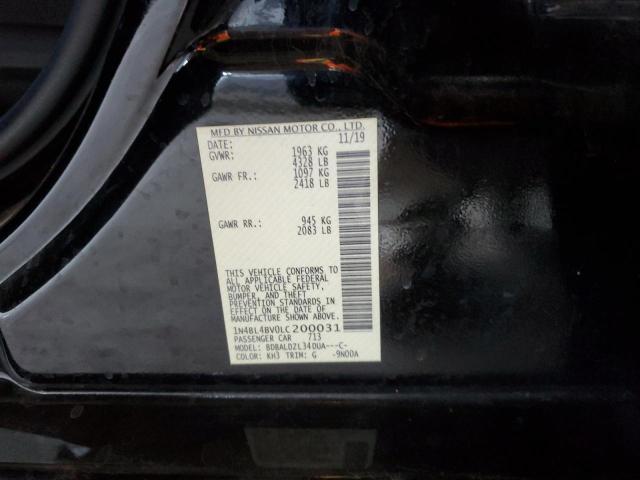 MFD BY NISSAN MOTOR CO., LTD.
DATE: 11/19
GVWR: 1963 KG
4328 LB
GAWR FR.: 1097 KG
2418 LB
GAWR RR.: 945 KG
2083 LB
THIS VEHICLE CONFORMS TO
ALL APPLICABLE FEDERAL
MOTOR VEHICLE SAFETY,
BUMPER, AND THEFT
PREVENTION STANDARDS IN
EFFECT ON THE DATE OF
MANUFACTURE SHOWN ABOVE.
1N4BL4BV0LC200031
PASSENGER CAR 713
MODEL: BDBALDZL34DUA---C-
COLOR: KH3 TRIM: G -9N00A